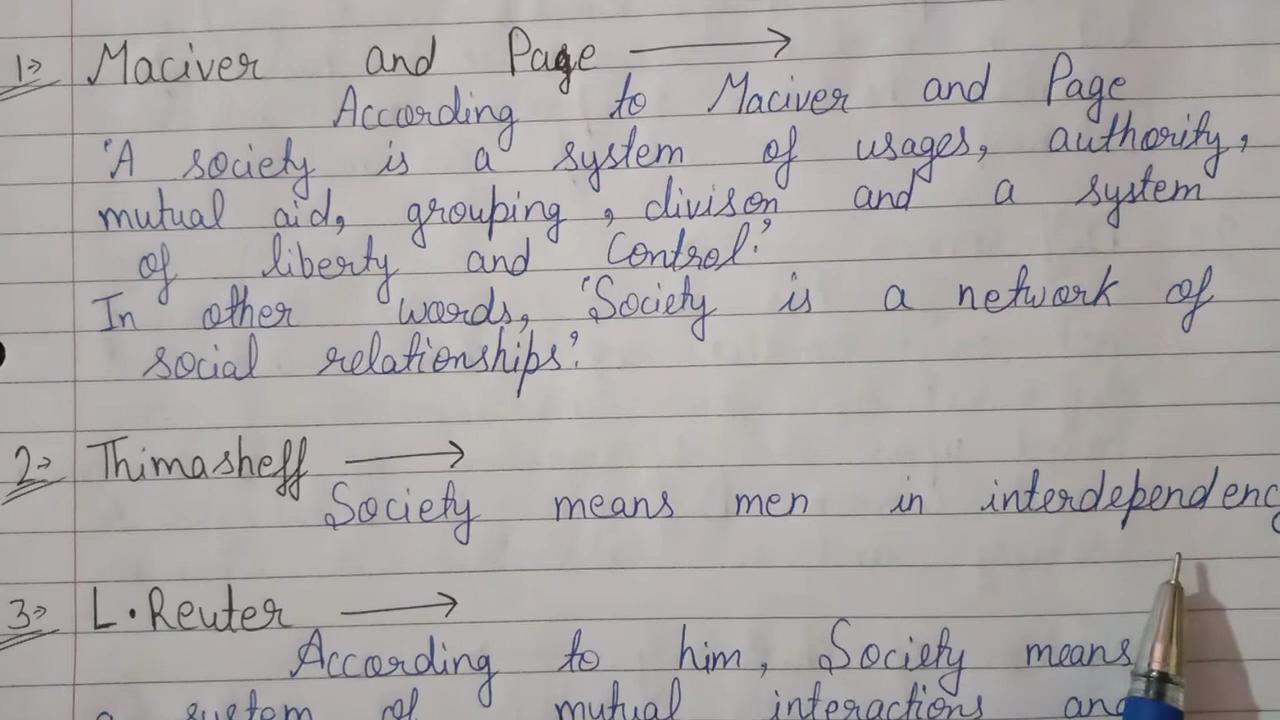 1=> Maciver and Page →
According to Maciver and Page
'A society is a system of usages, authority,
mutual aid, grouping, divison and a system
of liberty and Control.'
In other words, 'Society is a network of
social relationships.'
2=> Thimasheff →
Society means men in interdependenc
3=> L. Reuter →
According to him, Society means
a system of mutual interactions and